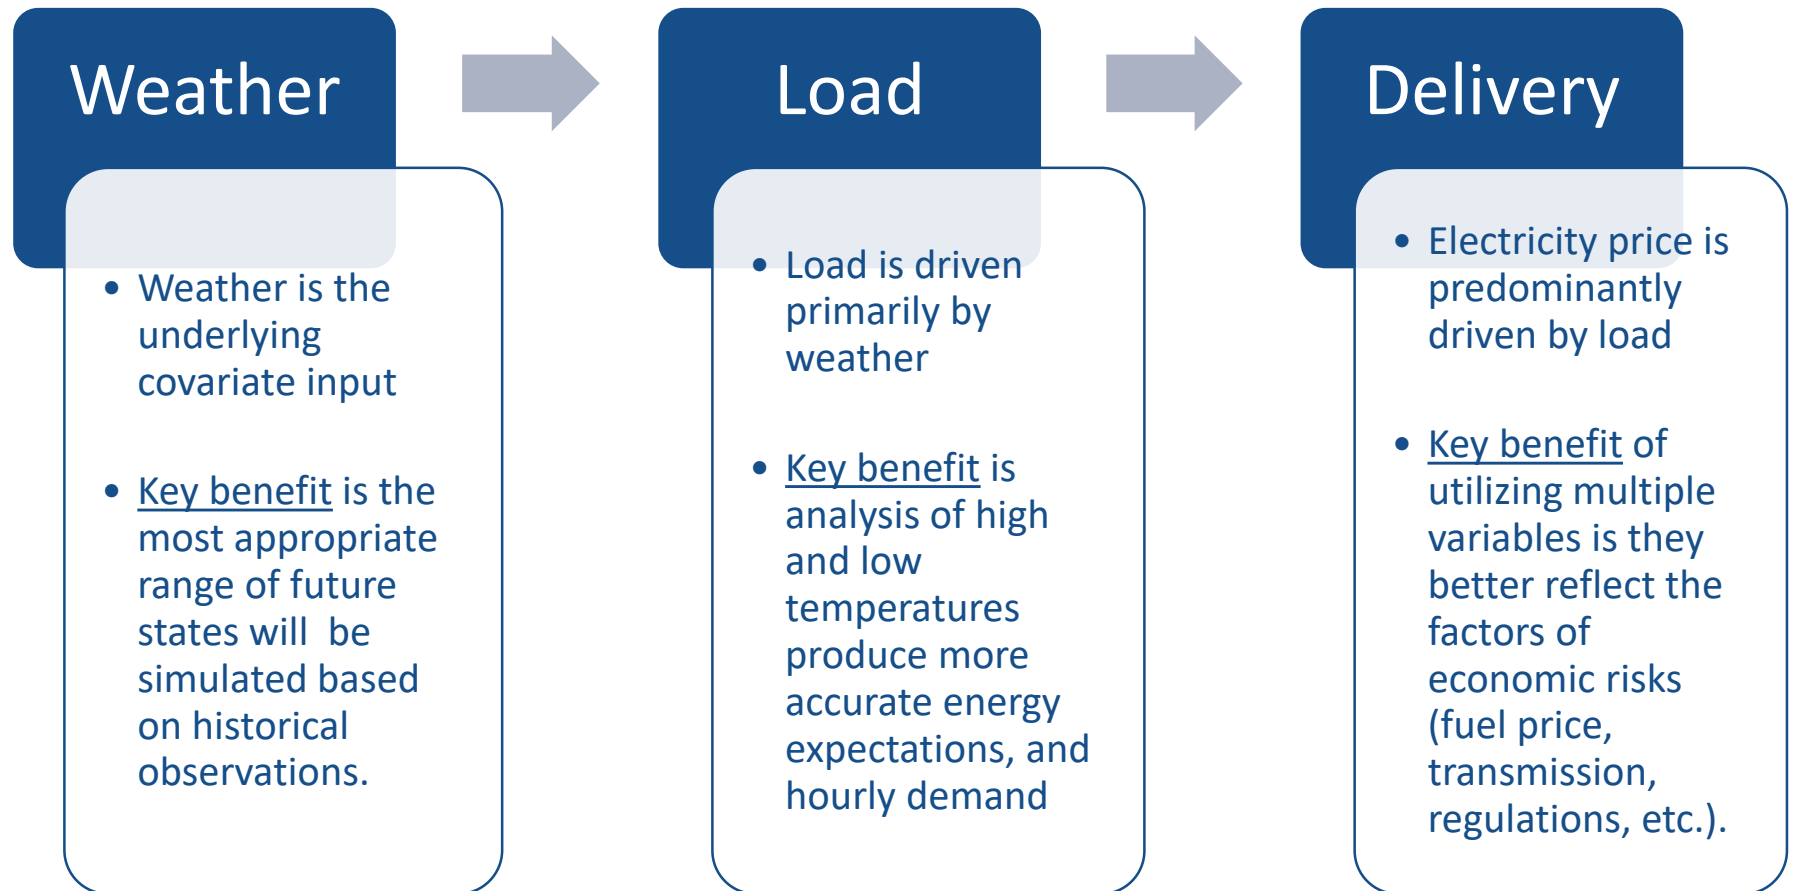 Weather
• Weather is the
underlying
covariate input
• Key benefit is the
most appropriate
range of future
states will  be
simulated based
on historical
observations.
Load
• Load is driven
primarily by
weather
• Key benefit is
analysis of high
and low
temperatures
produce more
accurate energy
expectations, and
hourly demand
Delivery
• Electricity price is
predominantly
driven by load
• Key benefit of
utilizing multiple
variables is they
better reflect the
factors of
economic risks
(fuel price,
transmission,
regulations, etc.).